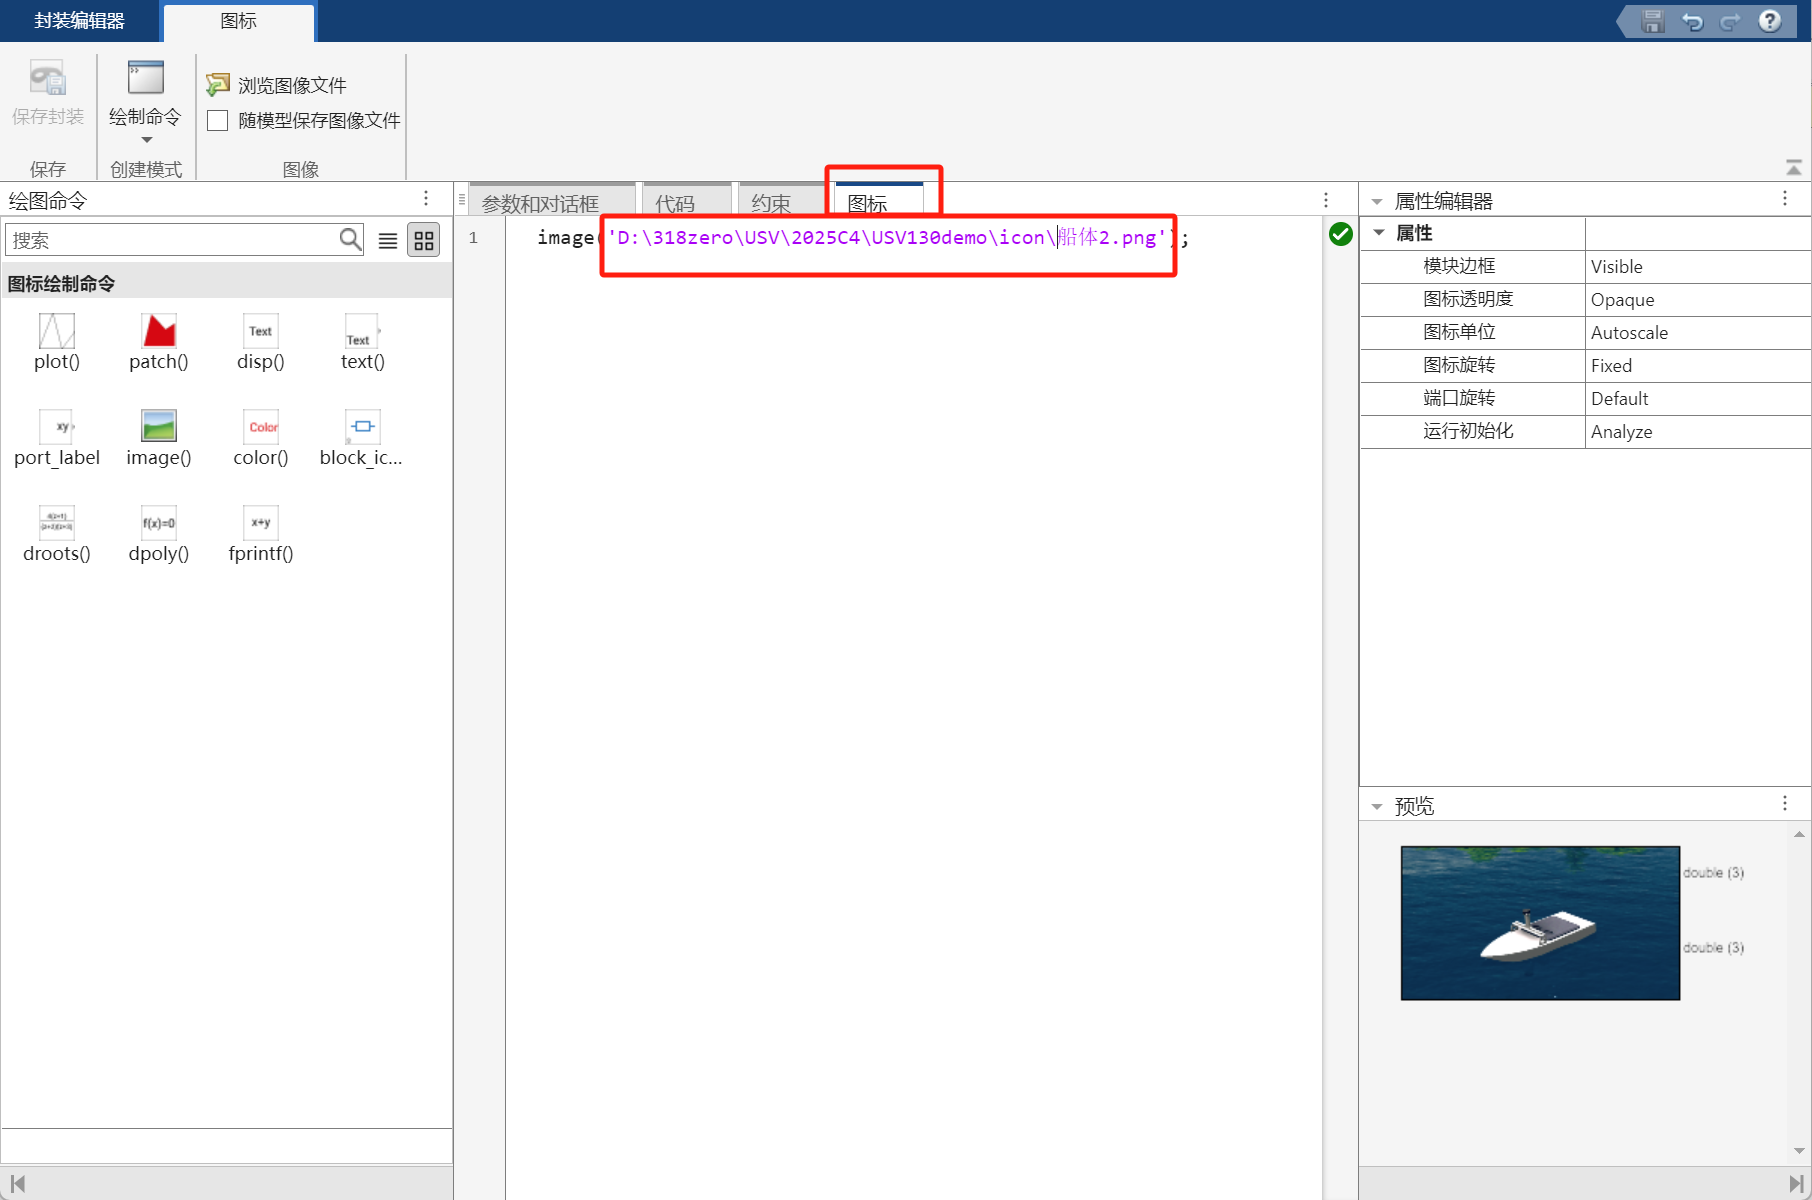 封装编辑器
图标
保存封装
绘制命令
浏览图像文件
随模型保存图像文件
保存
创建模式
图像
绘图命令
搜索
图标绘制命令
plot()
patch()
Text
disp()
Text
text()
xy
port_label
image()
Color
color()
block_ic...
droots()
f(x)=0
dpoly()
x+y
fprintf()
参数和对话框
代码
约束
图标
1
image('D:\318zero\USV\2025C4\USV130demo\icon\船体2.png');
属性编辑器
属性
模块边框 Visible
图标透明度 Opaque
图标单位 Autoscale
图标旋转 Fixed
端口旋转 Default
运行初始化 Analyze
预览
double (3)
double (3)